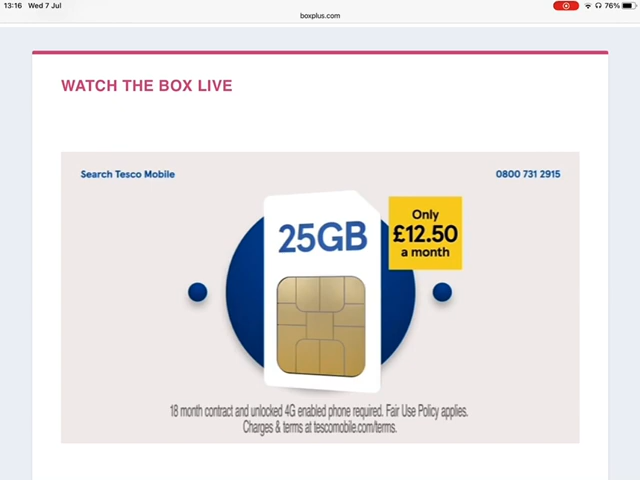 13:16 Wed 7 Jul
76%
boxplus.com
WATCH THE BOX LIVE
Search Tesco Mobile
0800 731 2915
25GB
Only
£12.50
a month
18 month contract and unlocked 4G enabled phone required. Fair Use Policy applies.
Charges & terms at tescomobile.com/terms.